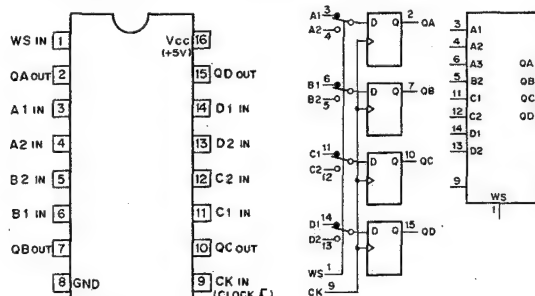 WS IN 1
QA OUT 2
A1 IN 3
A2 IN 4
B2 IN 5
B1 IN 6
QB OUT 7
8 GND
Vcc 16
(+5V)
15 QD OUT
14 D1 IN
13 D2 IN
12 C2 IN
11 C1 IN
10 QC OUT
9 CK IN
(CLOCK
A1 3
A2 4
D 2 QA
B1 6
B2 5
D Q 7 QB
C1 11
C2 12
D Q 10 QC
D1 14
D2 13
D Q 15 QD
WS 1
CK 9
3 A1
4 A2
6 A3 QA
5 B2 QB
11 C1 QC
12 C2 QD
14 D1
13 D2
9
WS
1